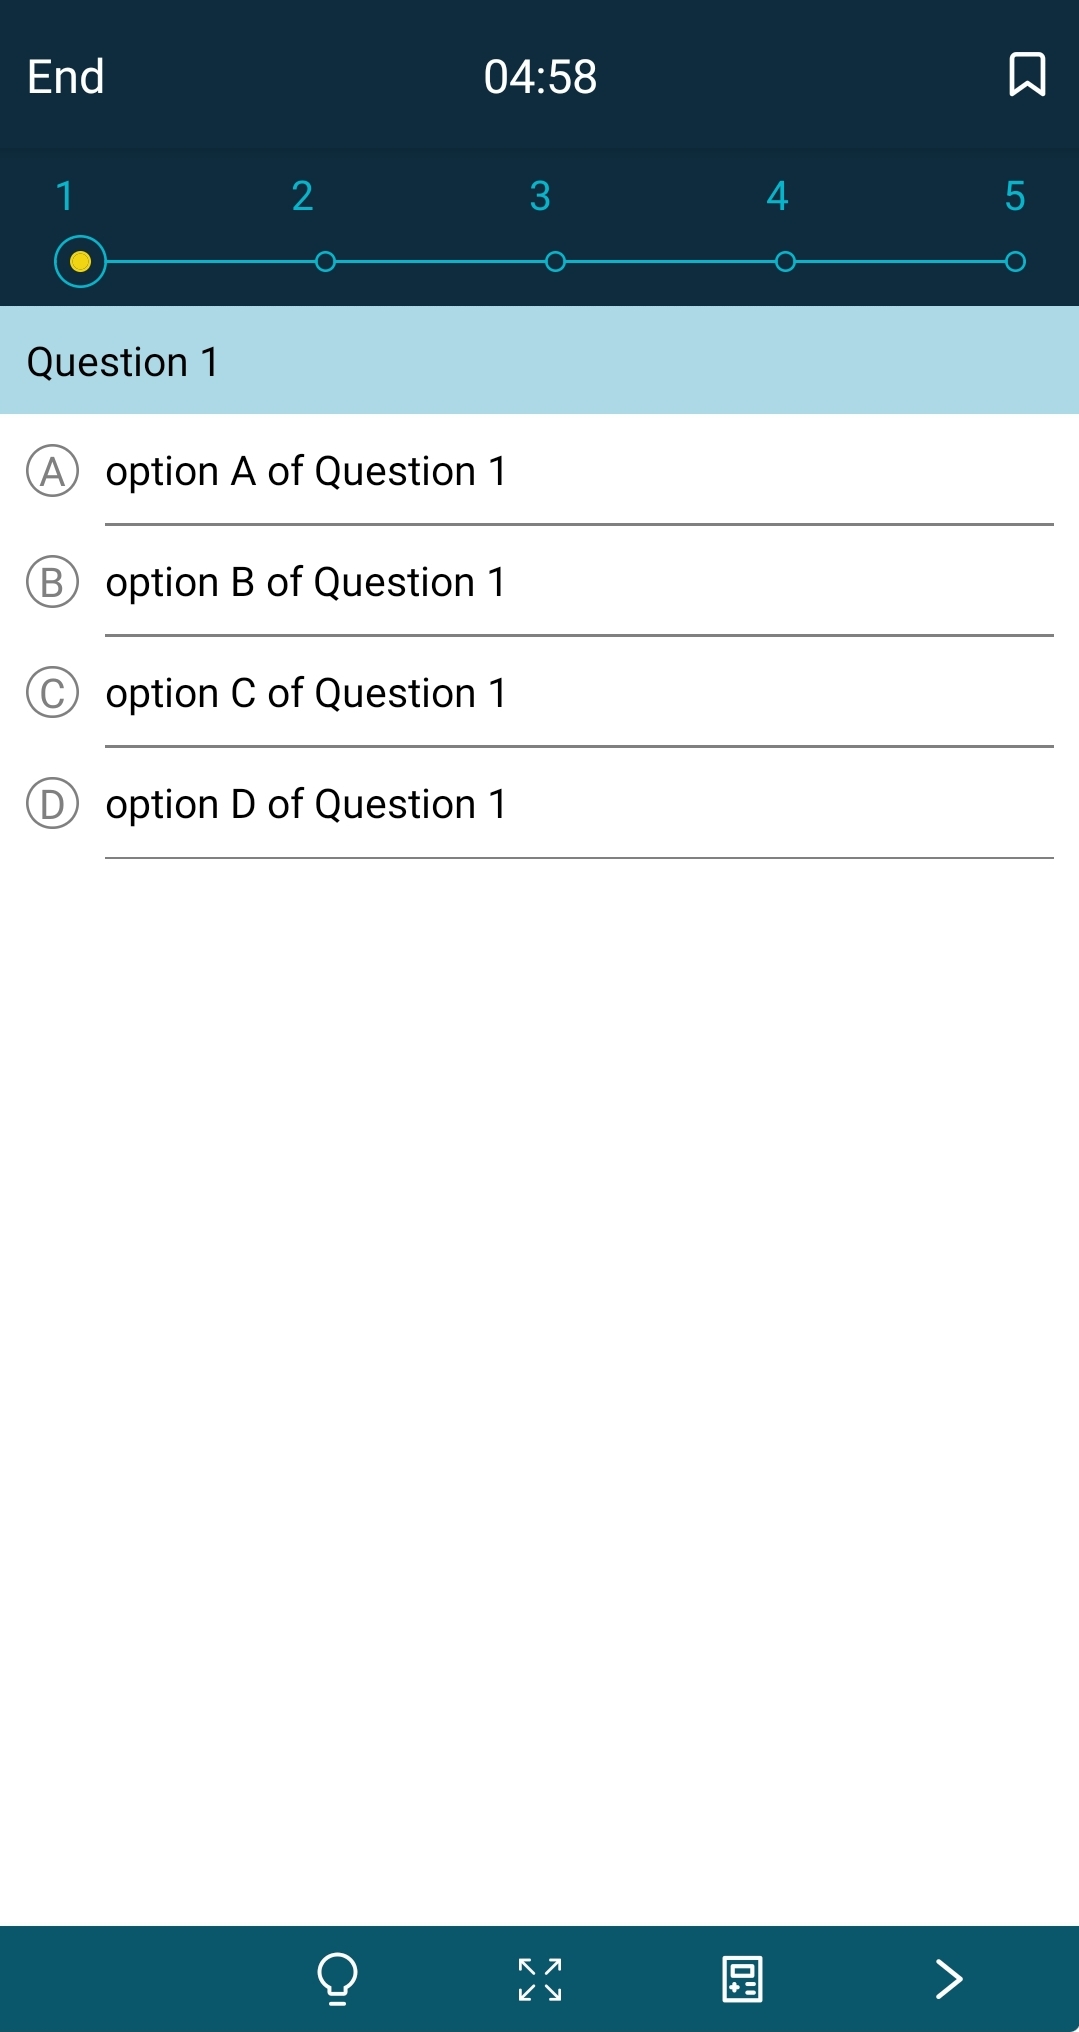 End 04:58
1 2 3 4 5
Question 1
A option A of Question 1
B option B of Question 1
C option C of Question 1
D option D of Question 1